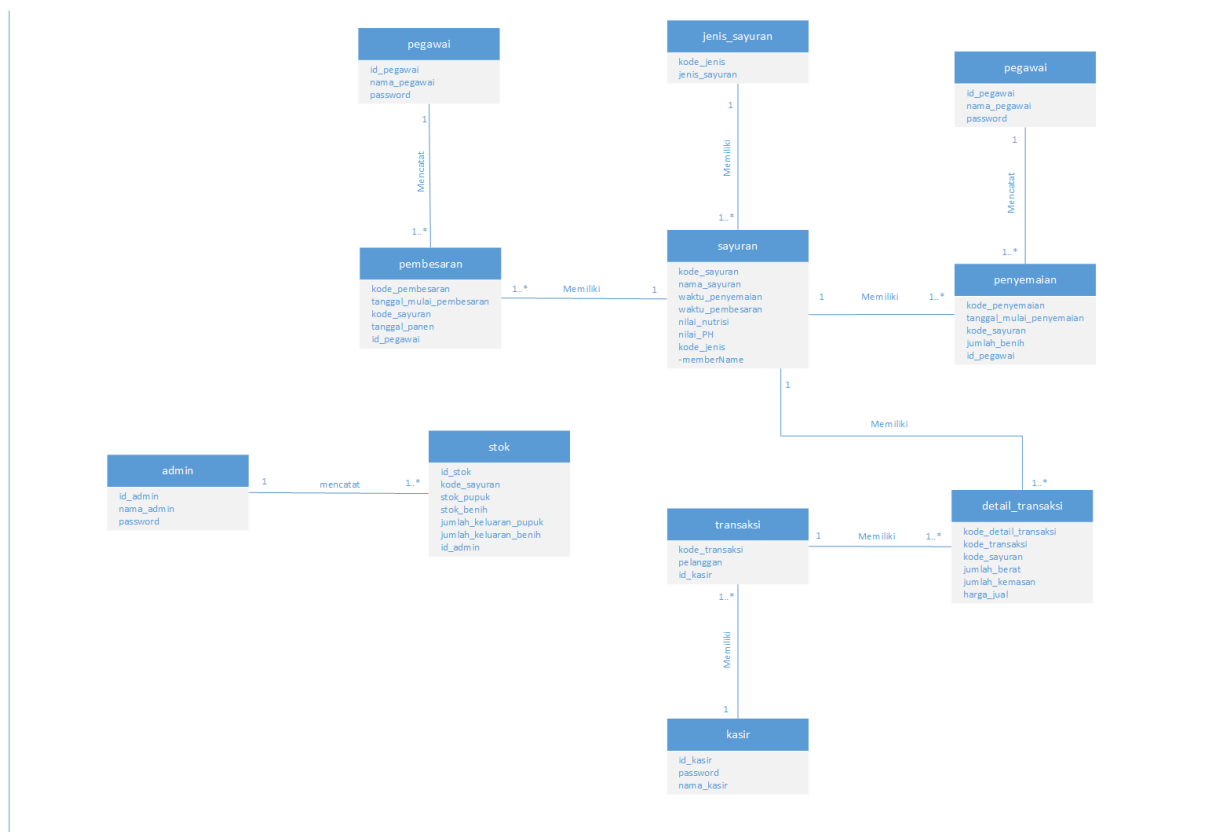 pegawai
id_pegawai
nama_pegawai
password
jenis_sayuran
kode_jenis
jenis_sayuran
pegawai
id_pegawai
nama_pegawai
password
1
Mencatat
1..*
1
Memiliki
1..*
1
Mencatat
1..*
pembesaran
kode_pembesaran
tanggal_mulai_pembesaran
kode_sayuran
tanggal_panen
id_pegawai
1..*
Memiliki
1
sayuran
kode_sayuran
nama_sayuran
waktu_penyemaian
waktu_pembesaran
nilai_nutrisi
nilai_PH
kode_jenis
-memberName
1
Memiliki
1..*
penyemaian
kode_penyemaian
tanggal_mulai_penyemaian
kode_sayuran
jumlah_benih
id_pegawai
1
Memiliki
1..*
admin
id_admin
nama_admin
password
1
mencatat
1..*
stok
id_stok
kode_sayuran
stok_pupuk
stok_benih
jumlah_keluaran_pupuk
jumlah_keluaran_benih
id_admin
transaksi
kode_transaksi
pelanggan
id_kasir
1
Memiliki
1..*
detail_transaksi
kode_detail_transaksi
kode_transaksi
kode_sayuran
jumlah_berat
jumlah_kemasan
harga_jual
1..*
Memiliki
1
kasir
id_kasir
password
nama_kasir